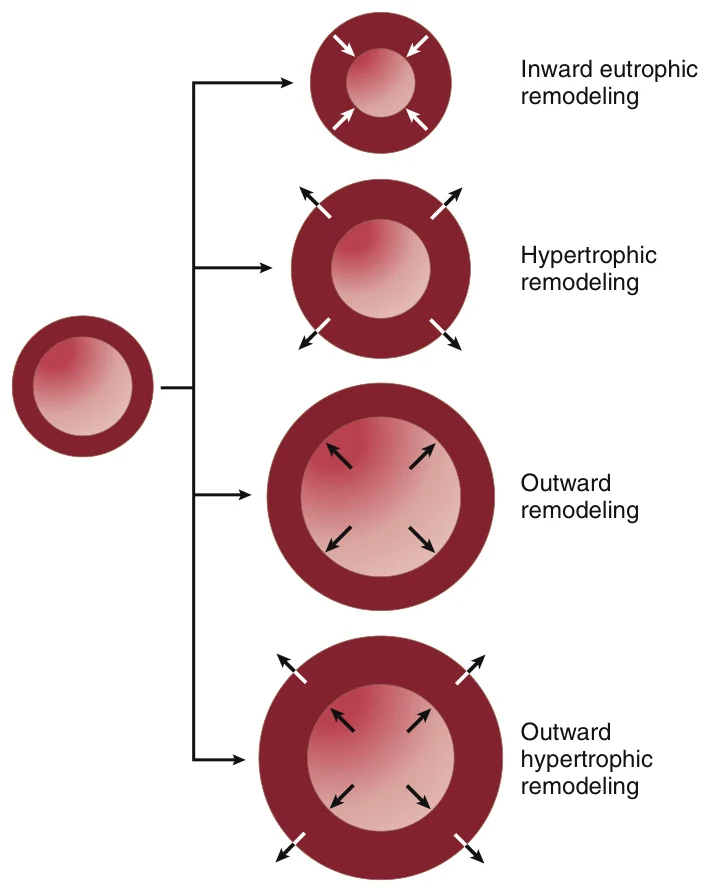 Inward eutrophic
remodeling
Hypertrophic
remodeling
Outward
remodeling
Outward
hypertrophic
remodeling